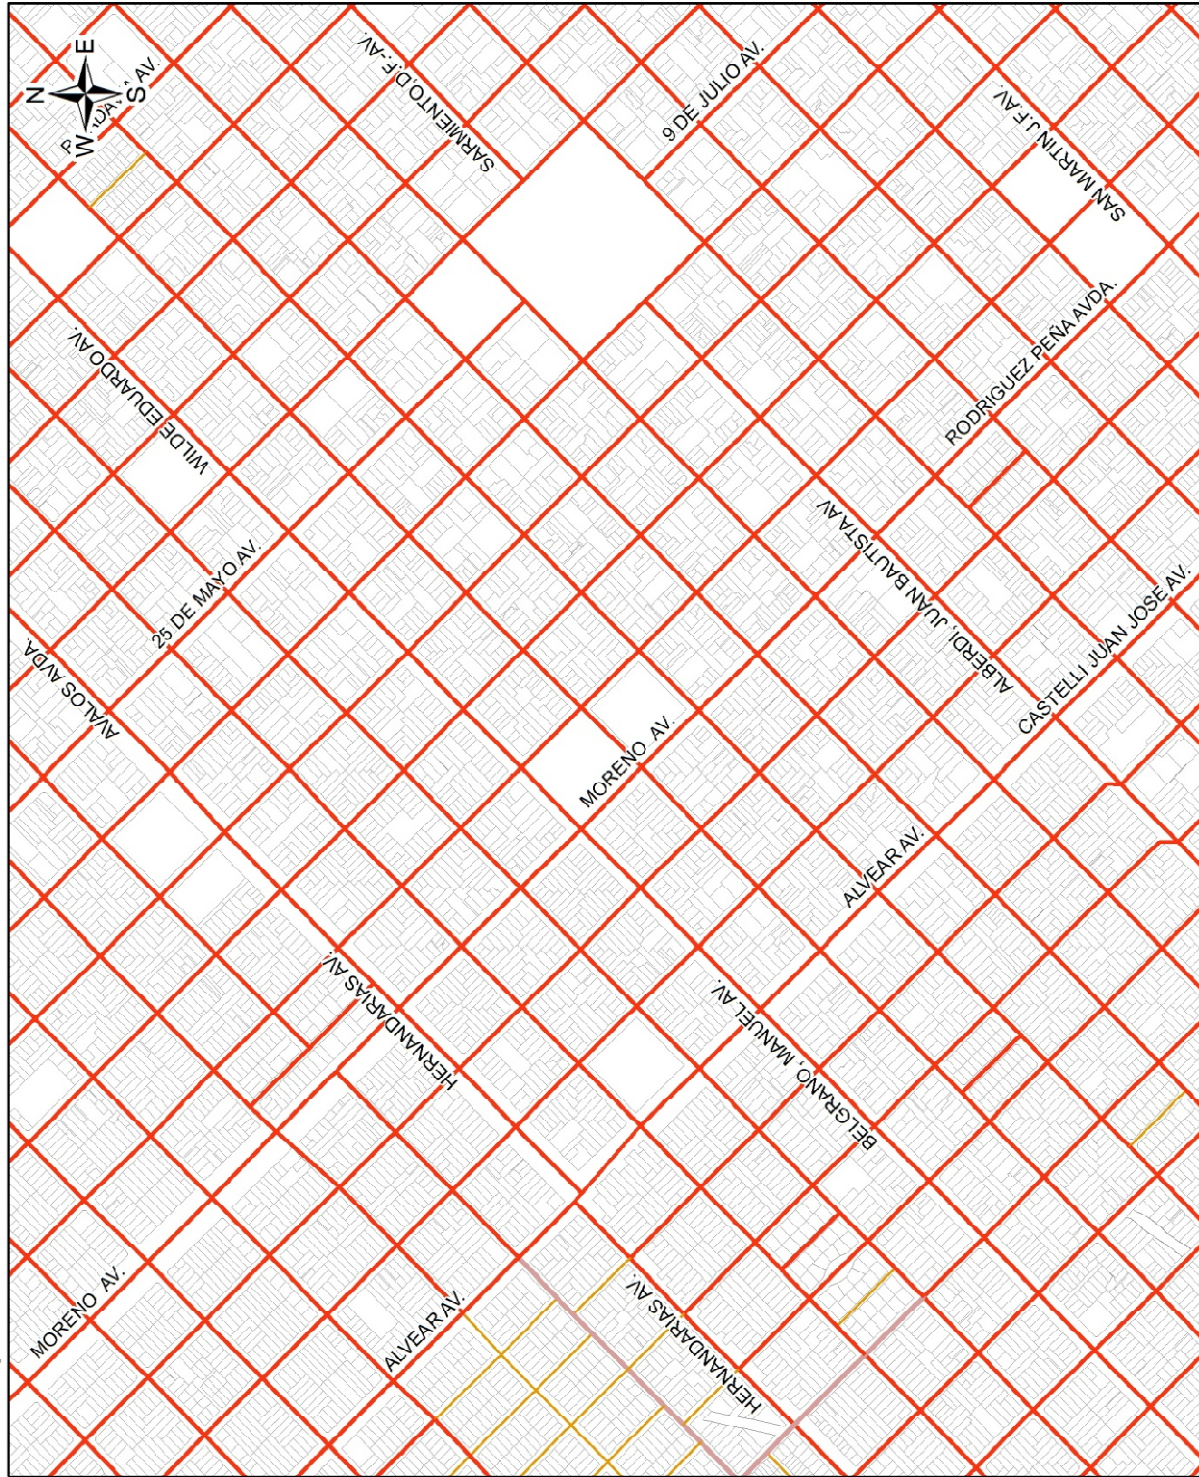 N
E
W
S
AV.
SARMIENTO D.F.-AV
9 DE JULIO AV.
SAN MARTIN J.F.AV.
WILDE EDUARDO AV.
RODRIGUEZ PEÑA AVDA.
25 DE MAYO AV.
ALBERDI, JUAN BAUTISTA AV
AVALOS AVDA.
CASTELLI JUAN JOSE AV.
MORENO AV.
ALVEAR AV.
HERNANDARIAS AV.
BELGRANO, MANUEL AV.
MORENO AV.
ALVEAR AV.
HERNANDARIAS AV.